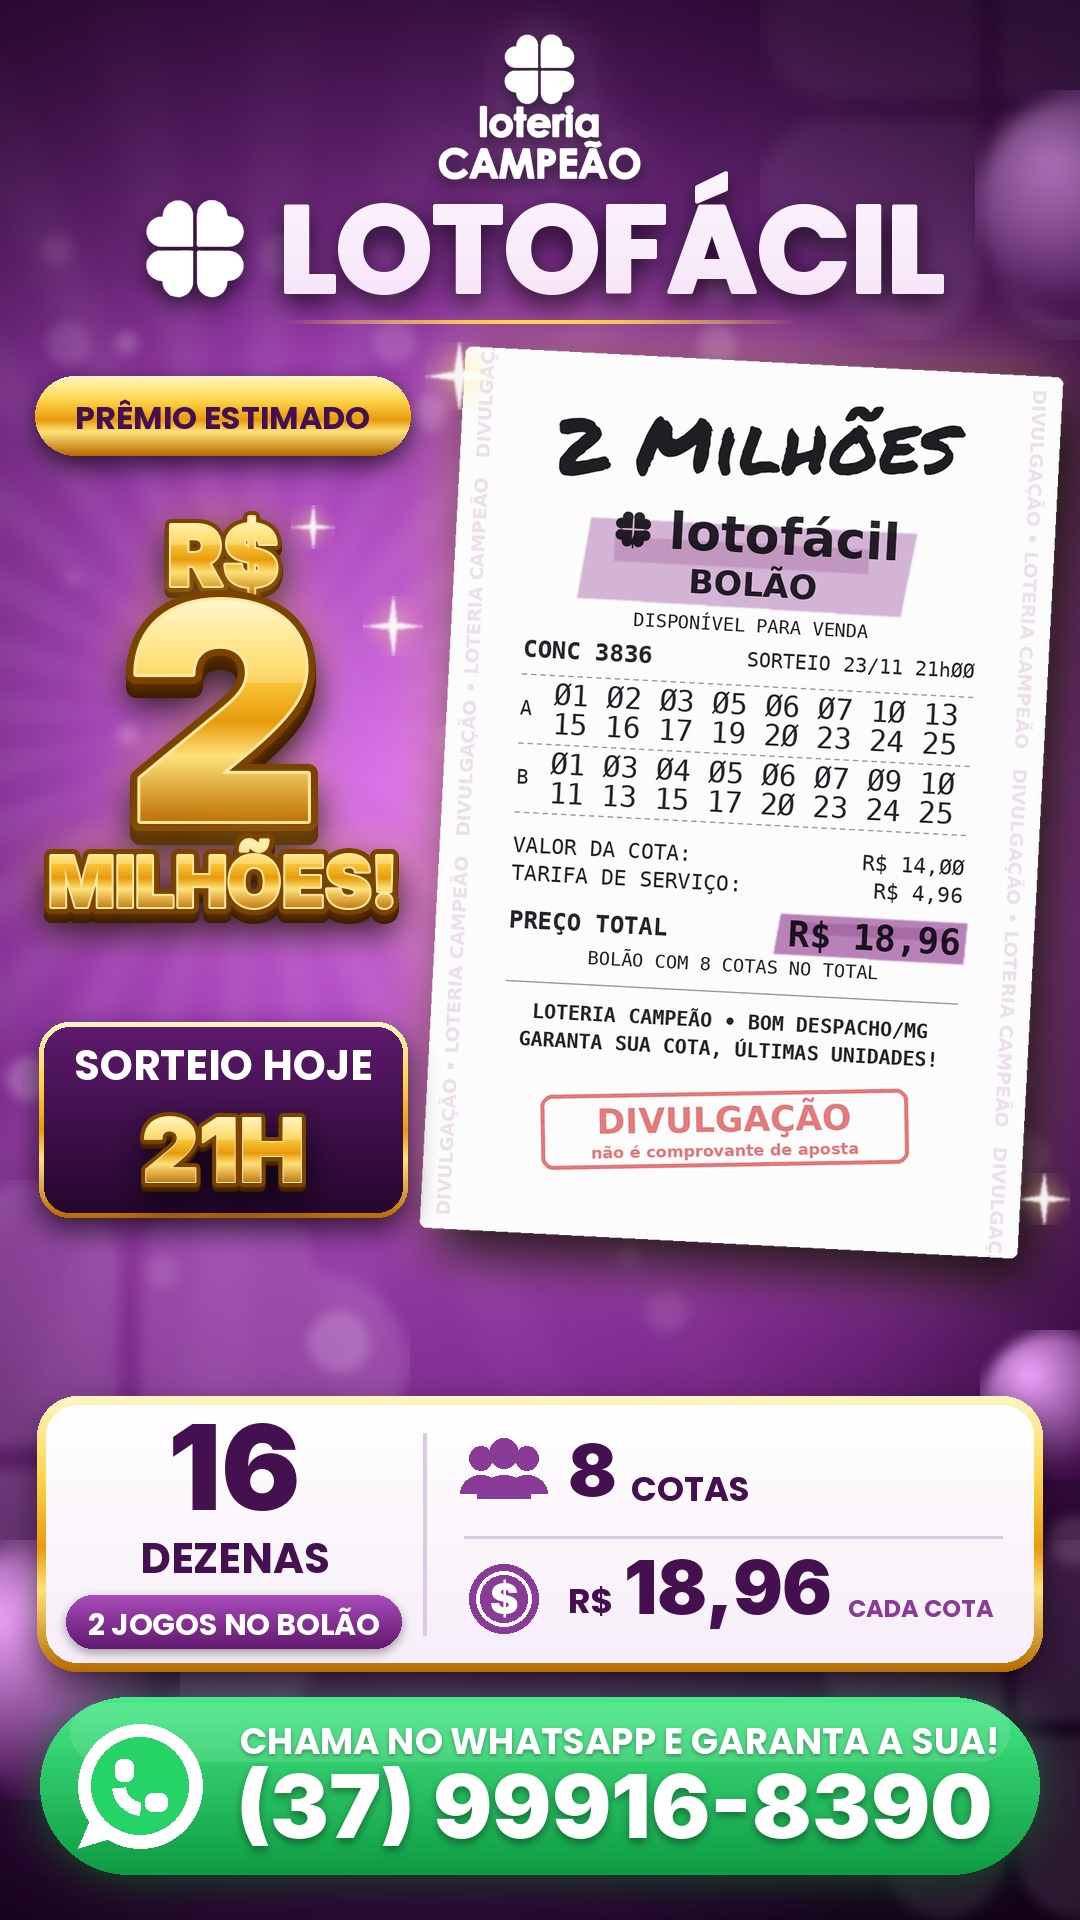 loteria
CAMPEÃO
LOTOFÁCIL
PRÊMIO ESTIMADO
R$
2
MILHÕES!
SORTEIO HOJE
21H
2 MILHÕES
lotofácil
BOLÃO
DISPONÍVEL PARA VENDA
CONC 3836 SORTEIO 23/11 21h00
A 01 02 03 05 06 07 10 13
15 16 17 19 20 23 24 25
B 01 03 04 05 06 07 09 10
11 13 15 17 20 23 24 25
VALOR DA COTA: R$ 14,00
TARIFA DE SERVIÇO: R$ 4,96
PREÇO TOTAL R$ 18,96
BOLÃO COM 8 COTAS NO TOTAL
LOTERIA CAMPEÃO • BOM DESPACHO/MG
GARANTA SUA COTA, ÚLTIMAS UNIDADES!
DIVULGAÇÃO
não é comprovante de aposta
DIVULGAÇÃO • LOTERIA CAMPEÃO DIVULGAÇÃO • LOTERIA CAMPEÃO DIVULGAÇ
DIVULGAÇÃO • LOTERIA CAMPEÃO DIVULGAÇÃO • LOTERIA CAMPEÃO DIVULGAÇ
16
DEZENAS
2 JOGOS NO BOLÃO
8 COTAS
R$ 18,96 CADA COTA
CHAMA NO WHATSAPP E GARANTA A SUA!
(37) 99916-8390